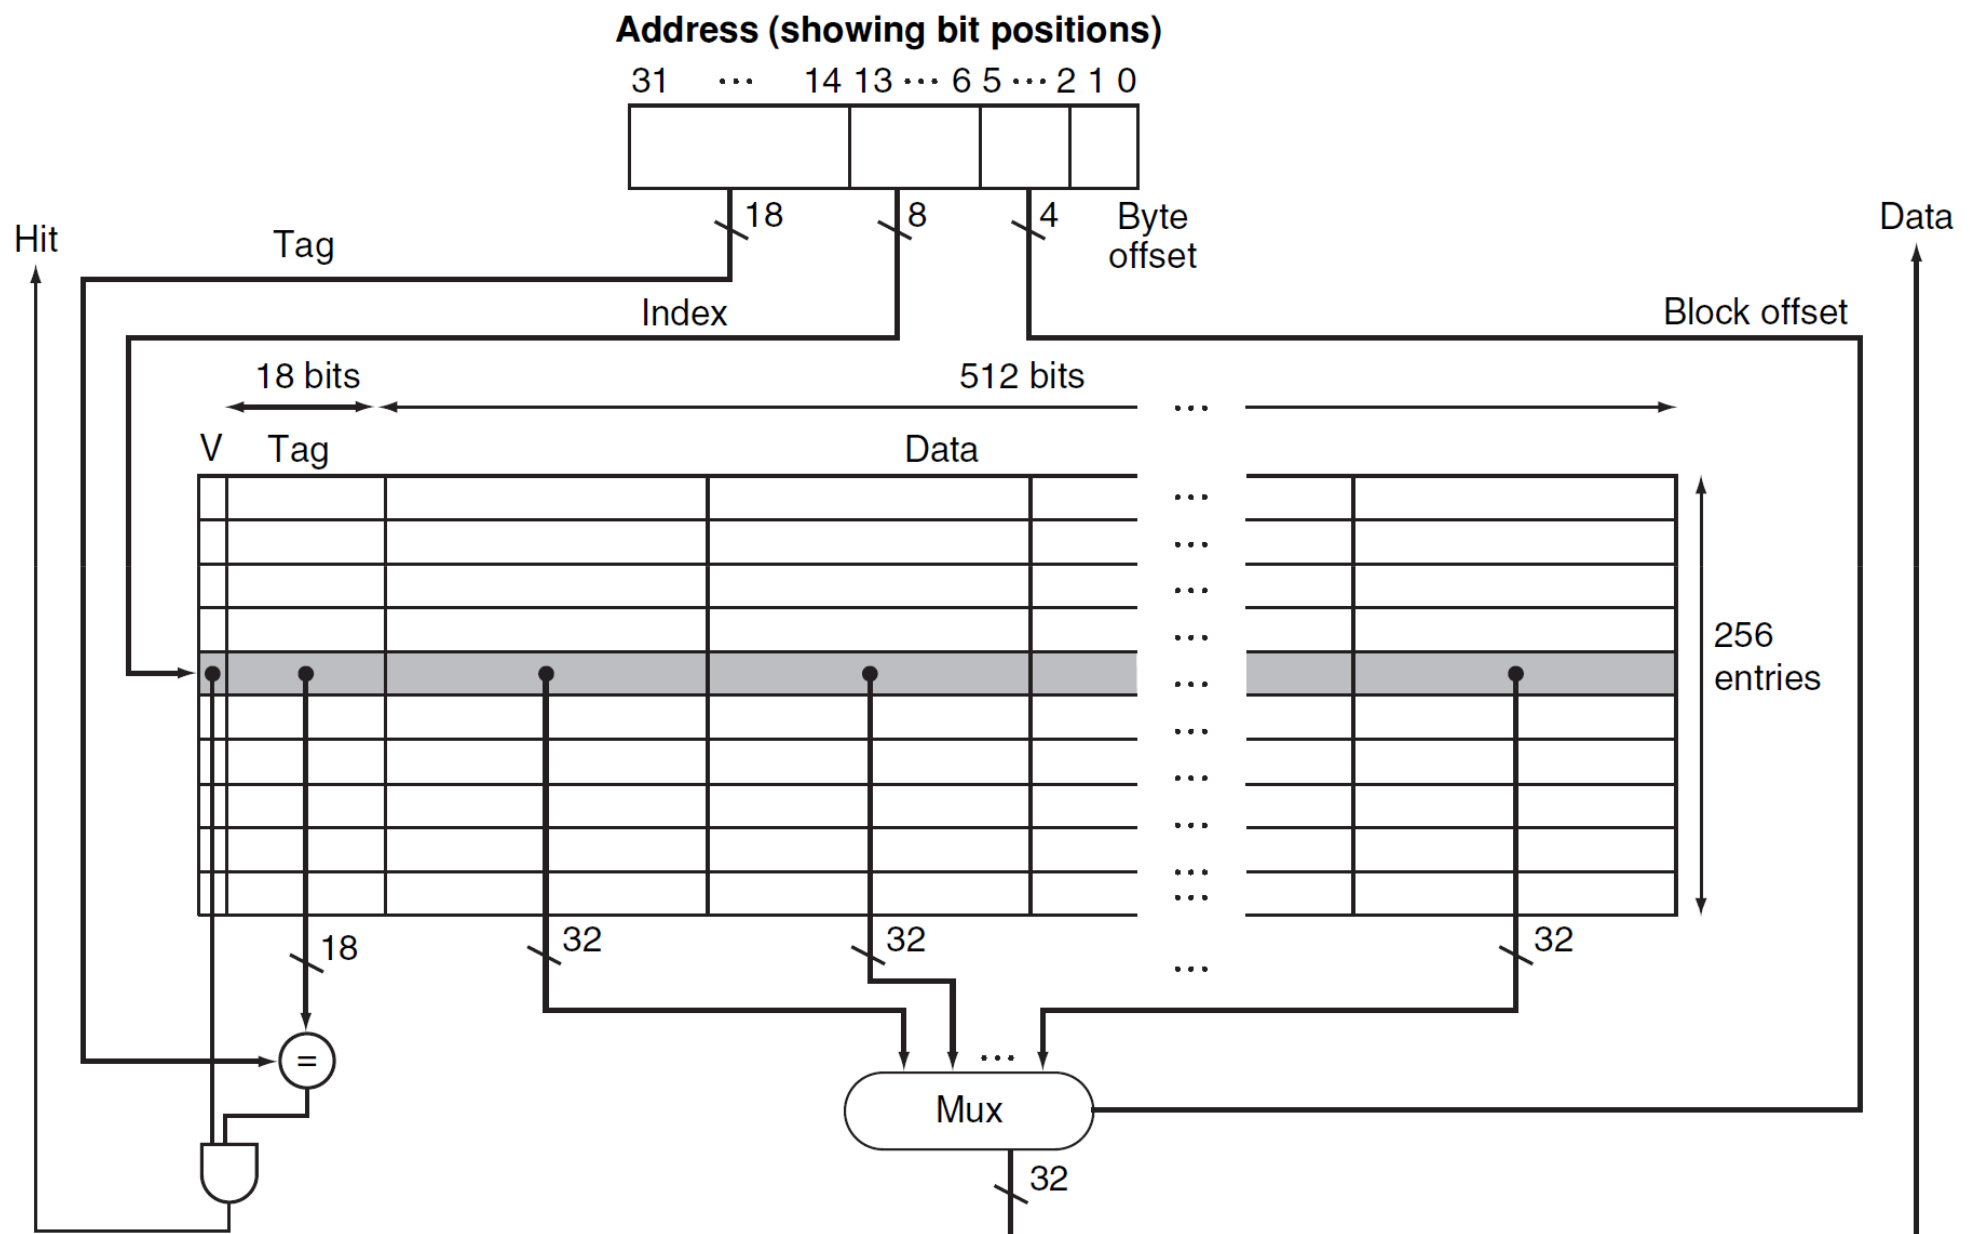 Address (showing bit positions)
31 ... 14 13 ... 6 5 ... 2 1 0
18 8 4 Byte offset
Hit
Tag
Data
Index
Block offset
18 bits
512 bits
...
V Tag Data
...
...
...
...
256 entries
...
...
...
...
...
...
18
32
32
...
32
=
...
Mux
32